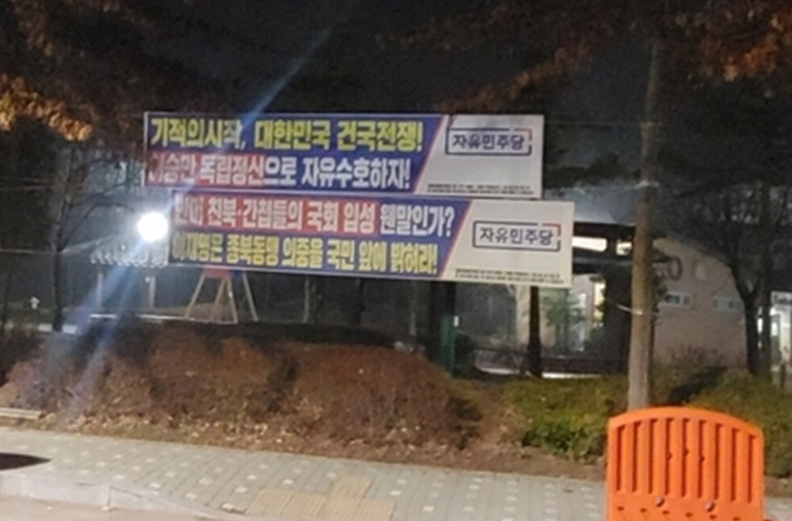 기적의시작, 대한민국 건국전쟁!
이승만 독립정신으로 자유수호하자!
자유민주당
반미 친북·간첩들의 국회 입성 웬말인가?
이재명은 종북동맹 의중을 국민 앞에 밝혀라!
자유민주당